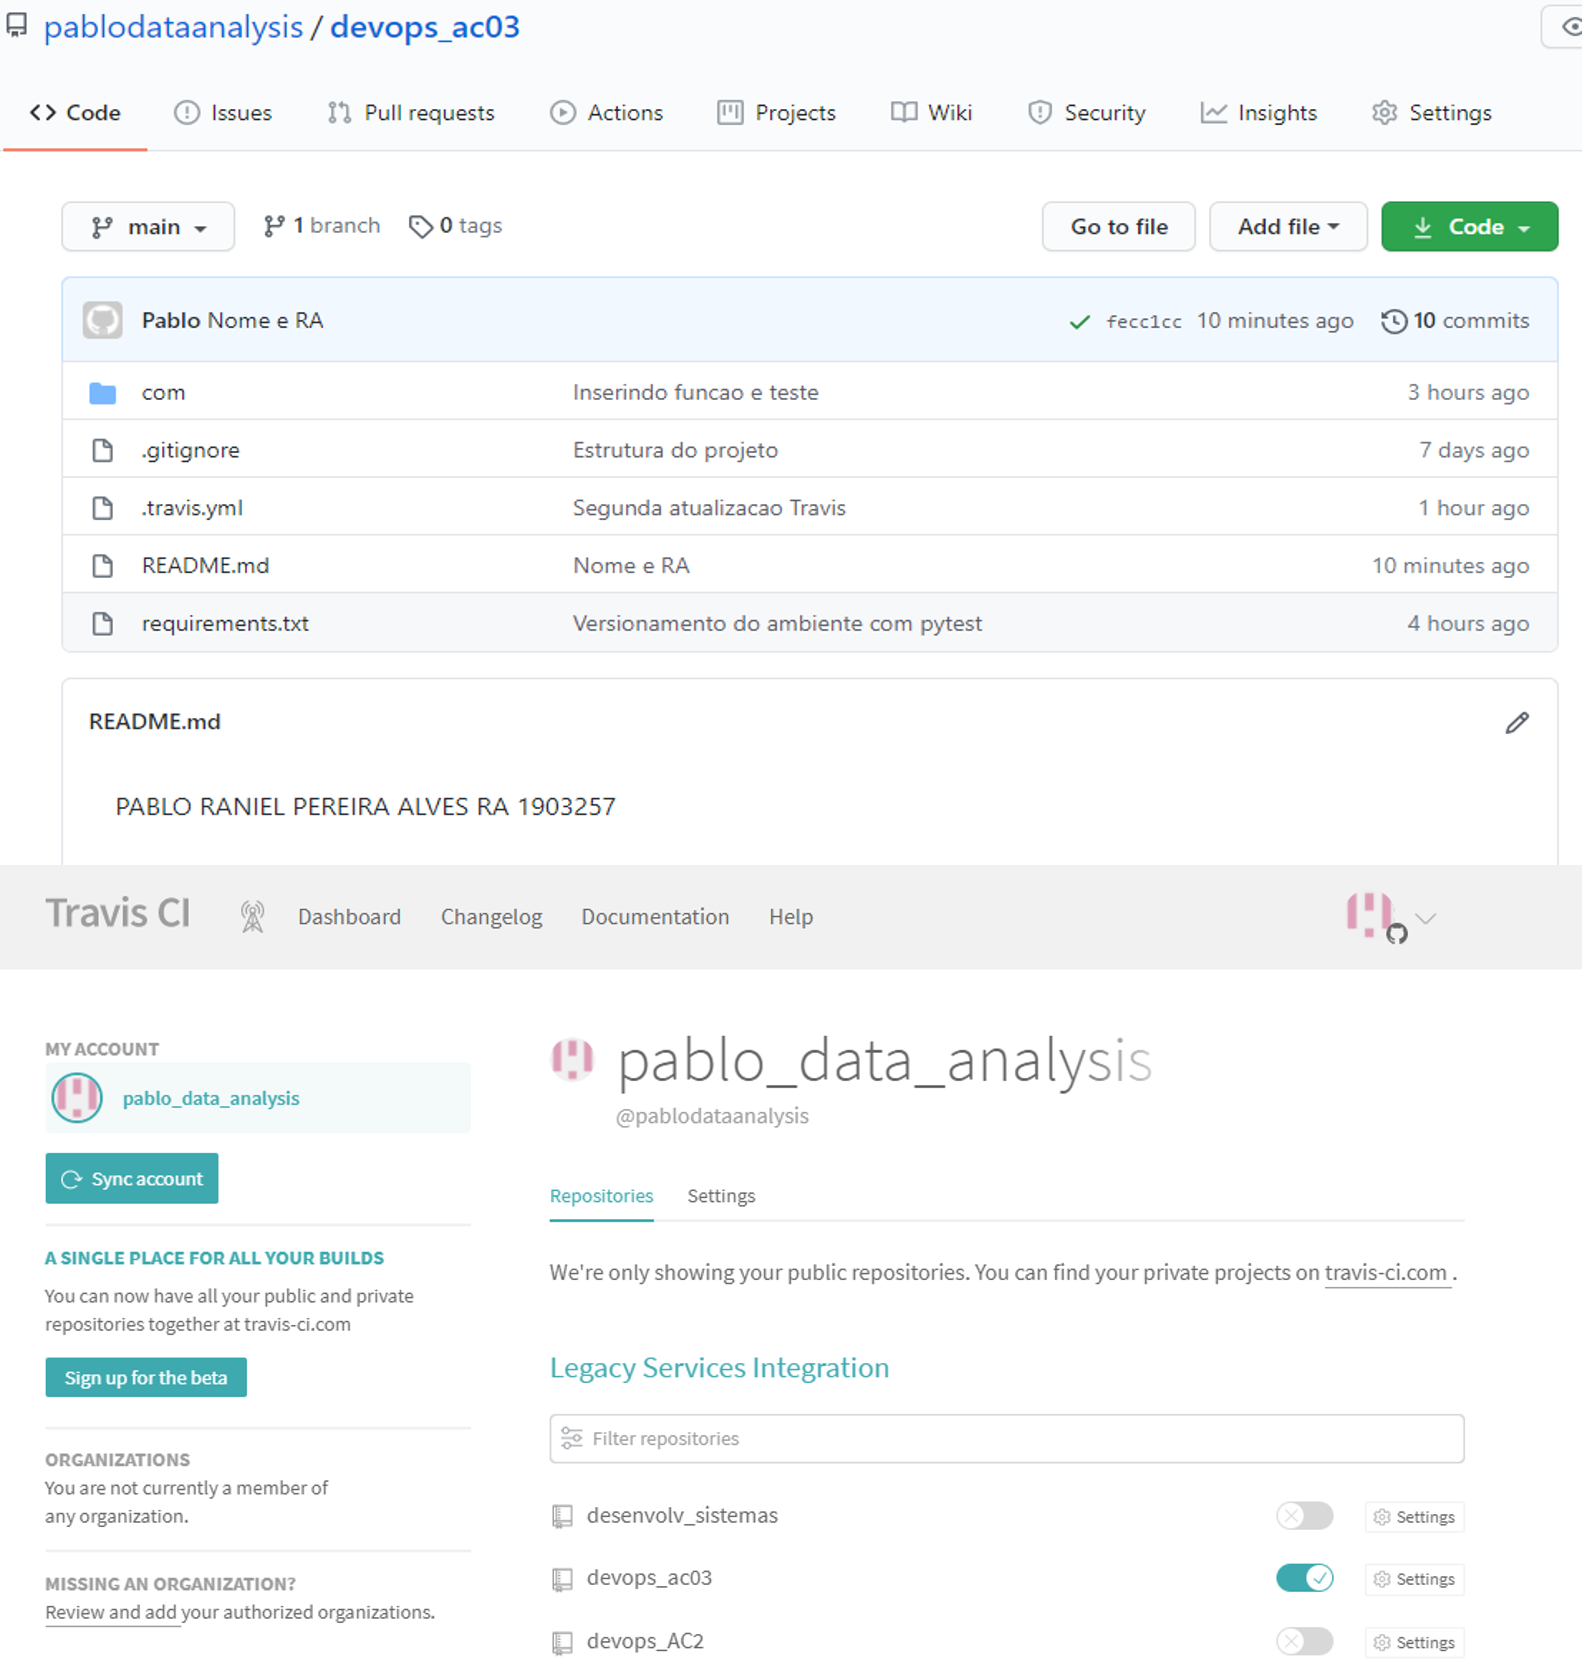 pablodataanalysis / devops_ac03
Code Issues Pull requests Actions Projects Wiki Security Insights Settings
main 1 branch 0 tags Go to file Add file Code
Pablo Nome e RA fecc1cc 10 minutes ago 10 commits
com Inserindo funcao e teste 3 hours ago
.gitignore Estrutura do projeto 7 days ago
.travis.yml Segunda atualizacao Travis 1 hour ago
README.md Nome e RA 10 minutes ago
requirements.txt Versionamento do ambiente com pytest 4 hours ago
README.md
PABLO RANIEL PEREIRA ALVES RA 1903257
Travis CI Dashboard Changelog Documentation Help
MY ACCOUNT
pablo_data_analysis
Sync account
A SINGLE PLACE FOR ALL YOUR BUILDS
You can now have all your public and private
repositories together at travis-ci.com
Sign up for the beta
ORGANIZATIONS
You are not currently a member of
any organization.
MISSING AN ORGANIZATION?
Review and add your authorized organizations.
pablo_data_analysis
@pablodataanalysis
Repositories Settings
We're only showing your public repositories. You can find your private projects on travis-ci.com .
Legacy Services Integration
Filter repositories
desenvolv_sistemas Settings
devops_ac03 Settings
devops_AC2 Settings